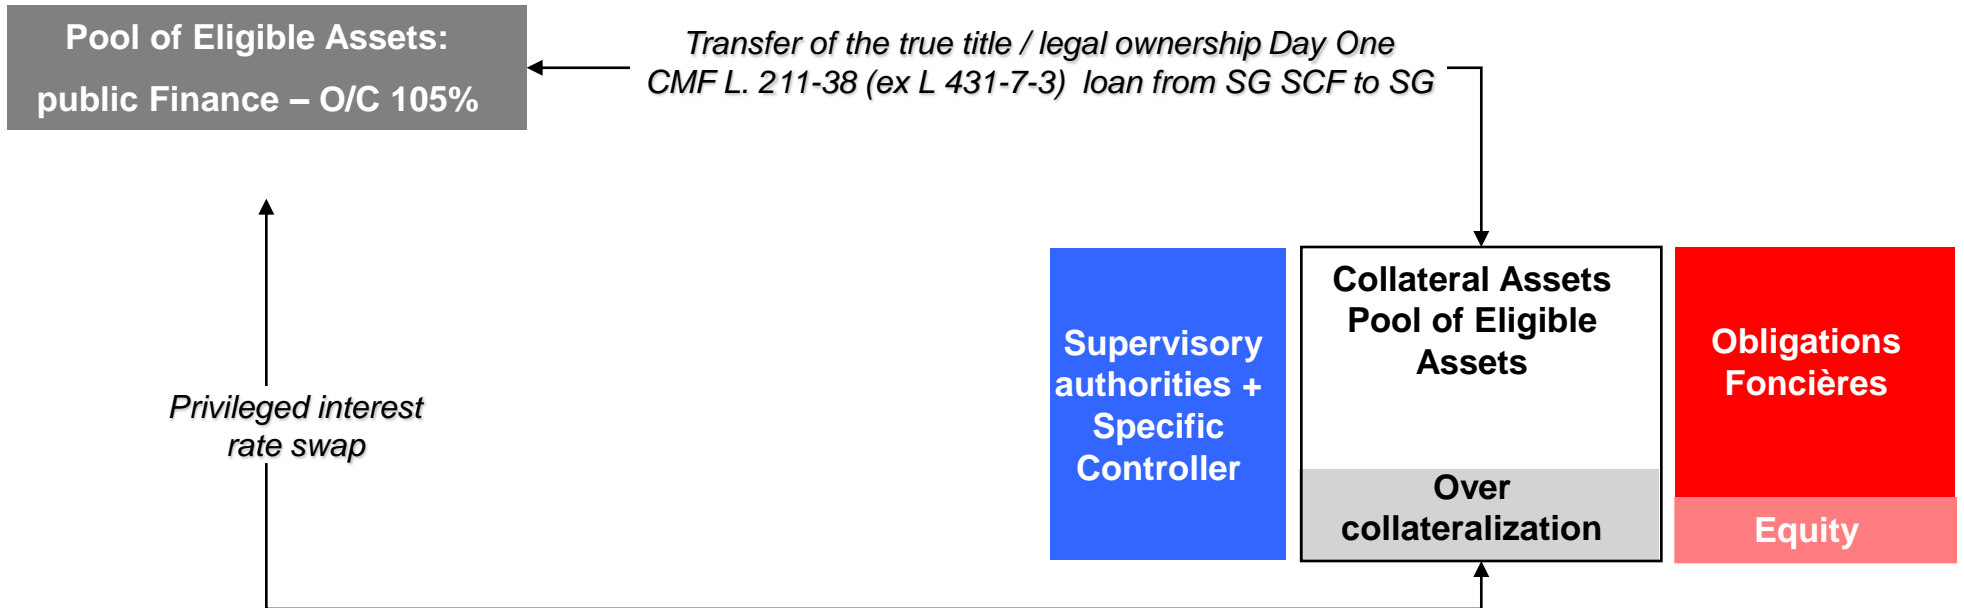 Pool of Eligible Assets:
public Finance – O/C 105%
Transfer of the true title / legal ownership Day One
CMF L. 211-38 (ex L 431-7-3)  loan from SG SCF to SG
Privileged interest
rate swap
Supervisory
authorities +
Specific
Controller
Collateral Assets
Pool of Eligible
Assets
Over
collateralization
Obligations
Foncières
Equity